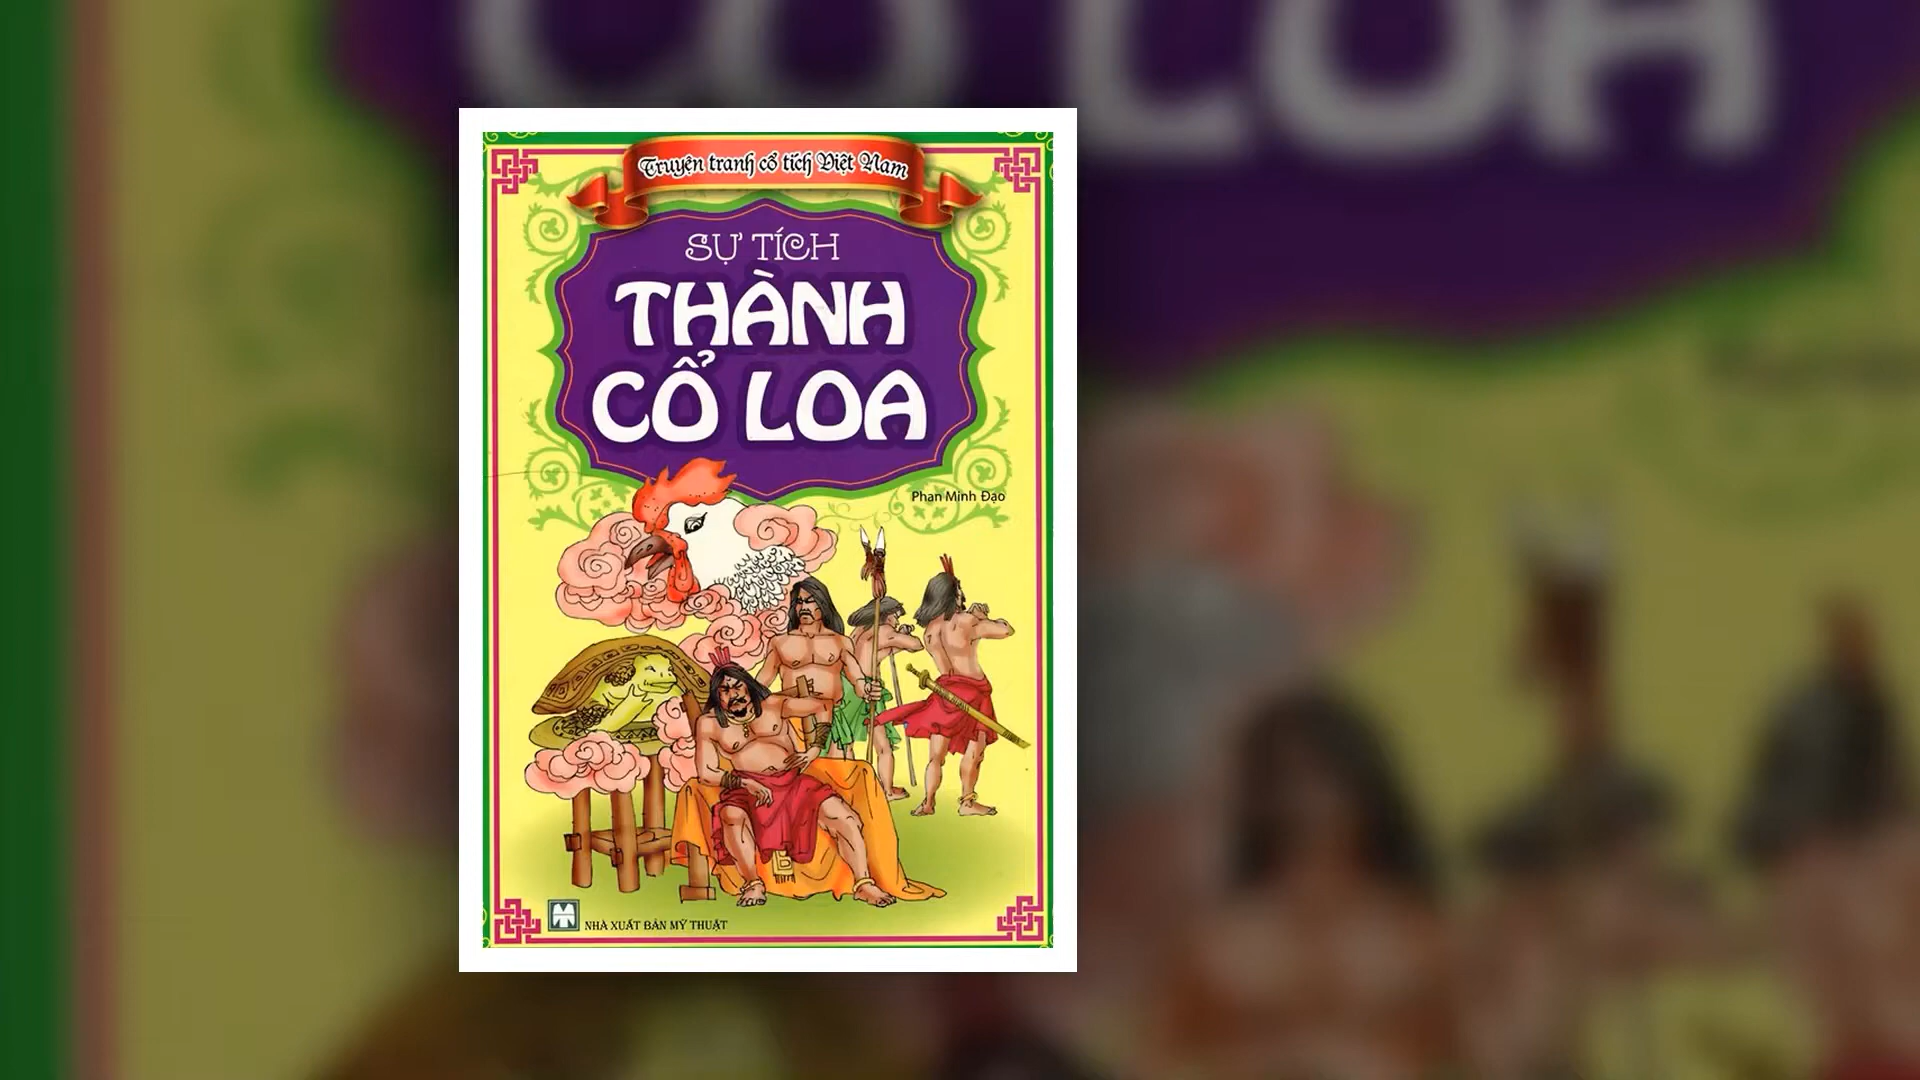 Truyện tranh cổ tích Việt Nam
SỰ TÍCH
THÀNH
CỔ LOA
Phan Minh Đạo
NHÀ XUẤT BẢN MỸ THUẬT